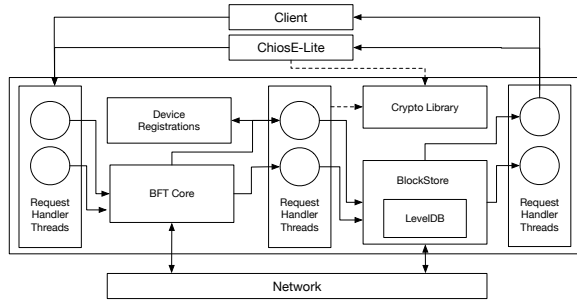 Client
ChiosE-Lite
Device
Registrations
Crypto Library
BFT Core
BlockStore
LevelDB
Request
Handler
Threads
Request
Handler
Threads
Request
Handler
Threads
Network